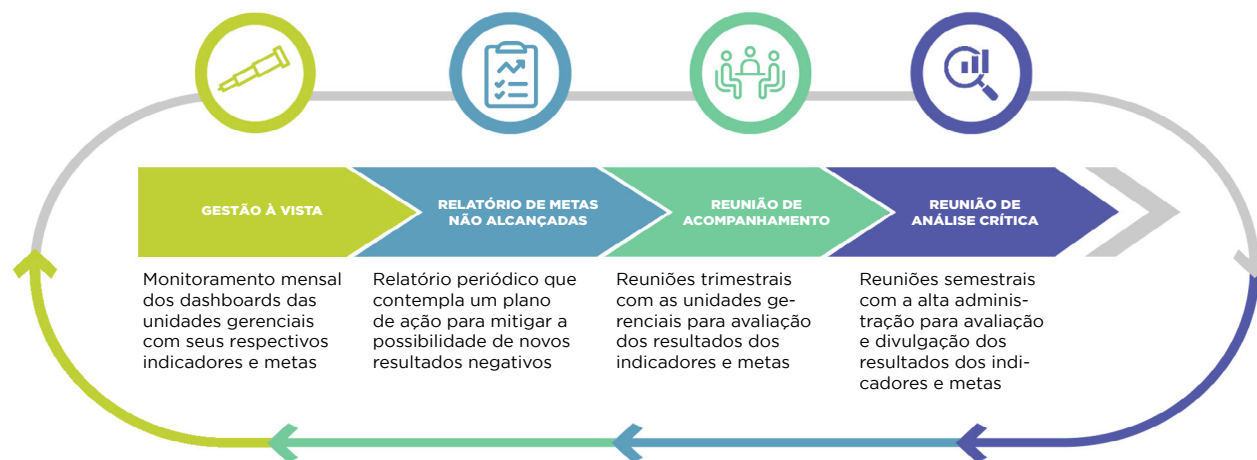 GESTÃO À VISTA
RELATÓRIO DE METAS
NÃO ALCANÇADAS
REUNIÃO DE
ACOMPANHAMENTO
REUNIÃO DE
ANÁLISE CRÍTICA
Monitoramento mensal
dos dashboards das
unidades gerenciais
com seus respectivos
indicadores e metas
Relatório periódico que
contempla um plano
de ação para mitigar a
possibilidade de novos
resultados negativos
Reuniões trimestrais
com as unidades ge-
renciais para avaliação
dos resultados dos
indicadores e metas
Reuniões semestrais
com a alta adminis-
tração para avaliação
e divulgação dos
resultados dos indi-
cadores e metas